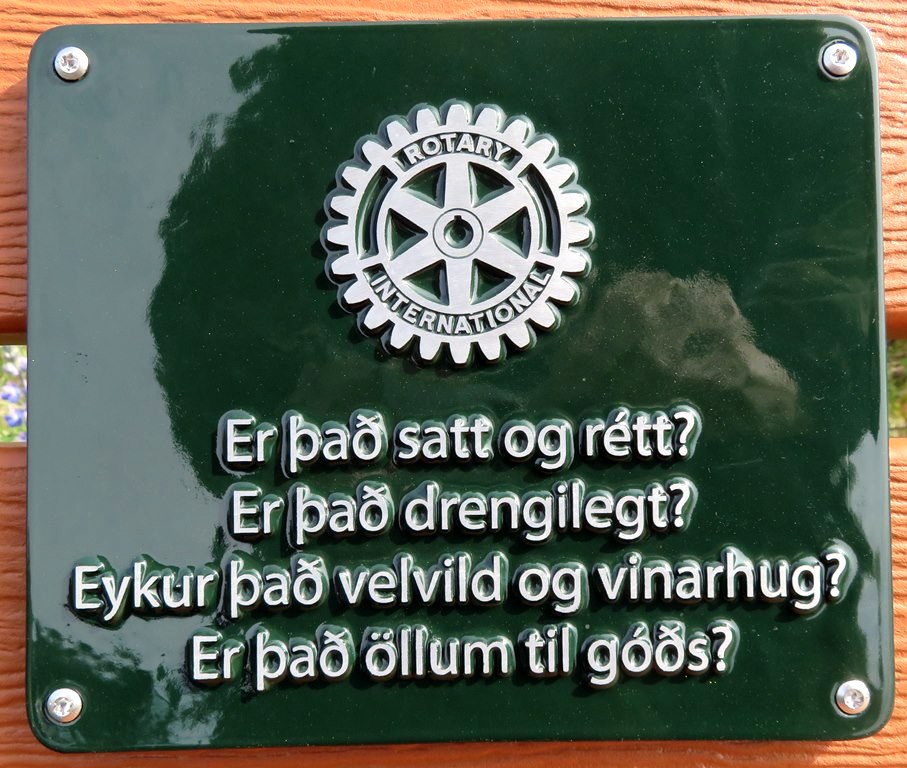 ROTARY
INTERNATIONAL
Er það satt og rétt?
Er það drengilegt?
Eykur það velvild og vinarhug?
Er það öllum til góðs?